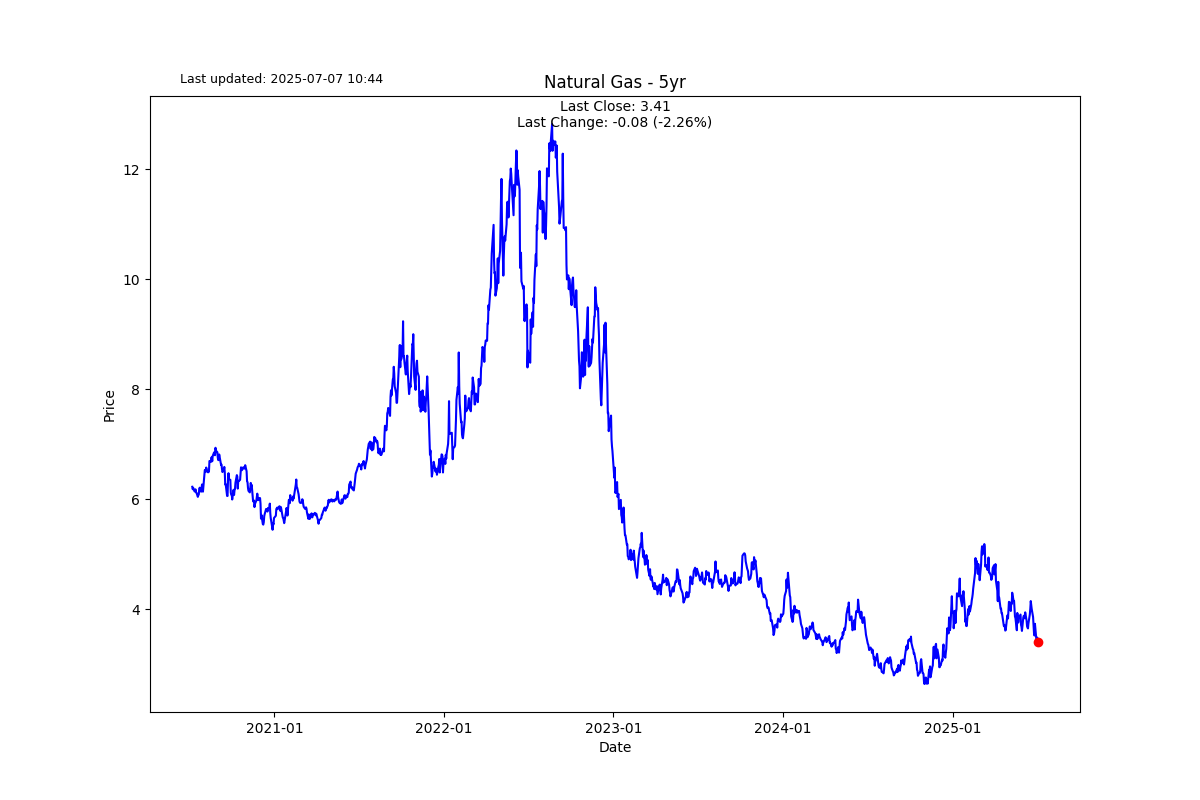 Last updated: 2025-07-07 10:44
Natural Gas - 5yr
Last Close: 3.41
Last Change: -0.08 (-2.26%)
12
10
8
6
4
Price
2021-01
2022-01
2023-01
2024-01
2025-01
Date